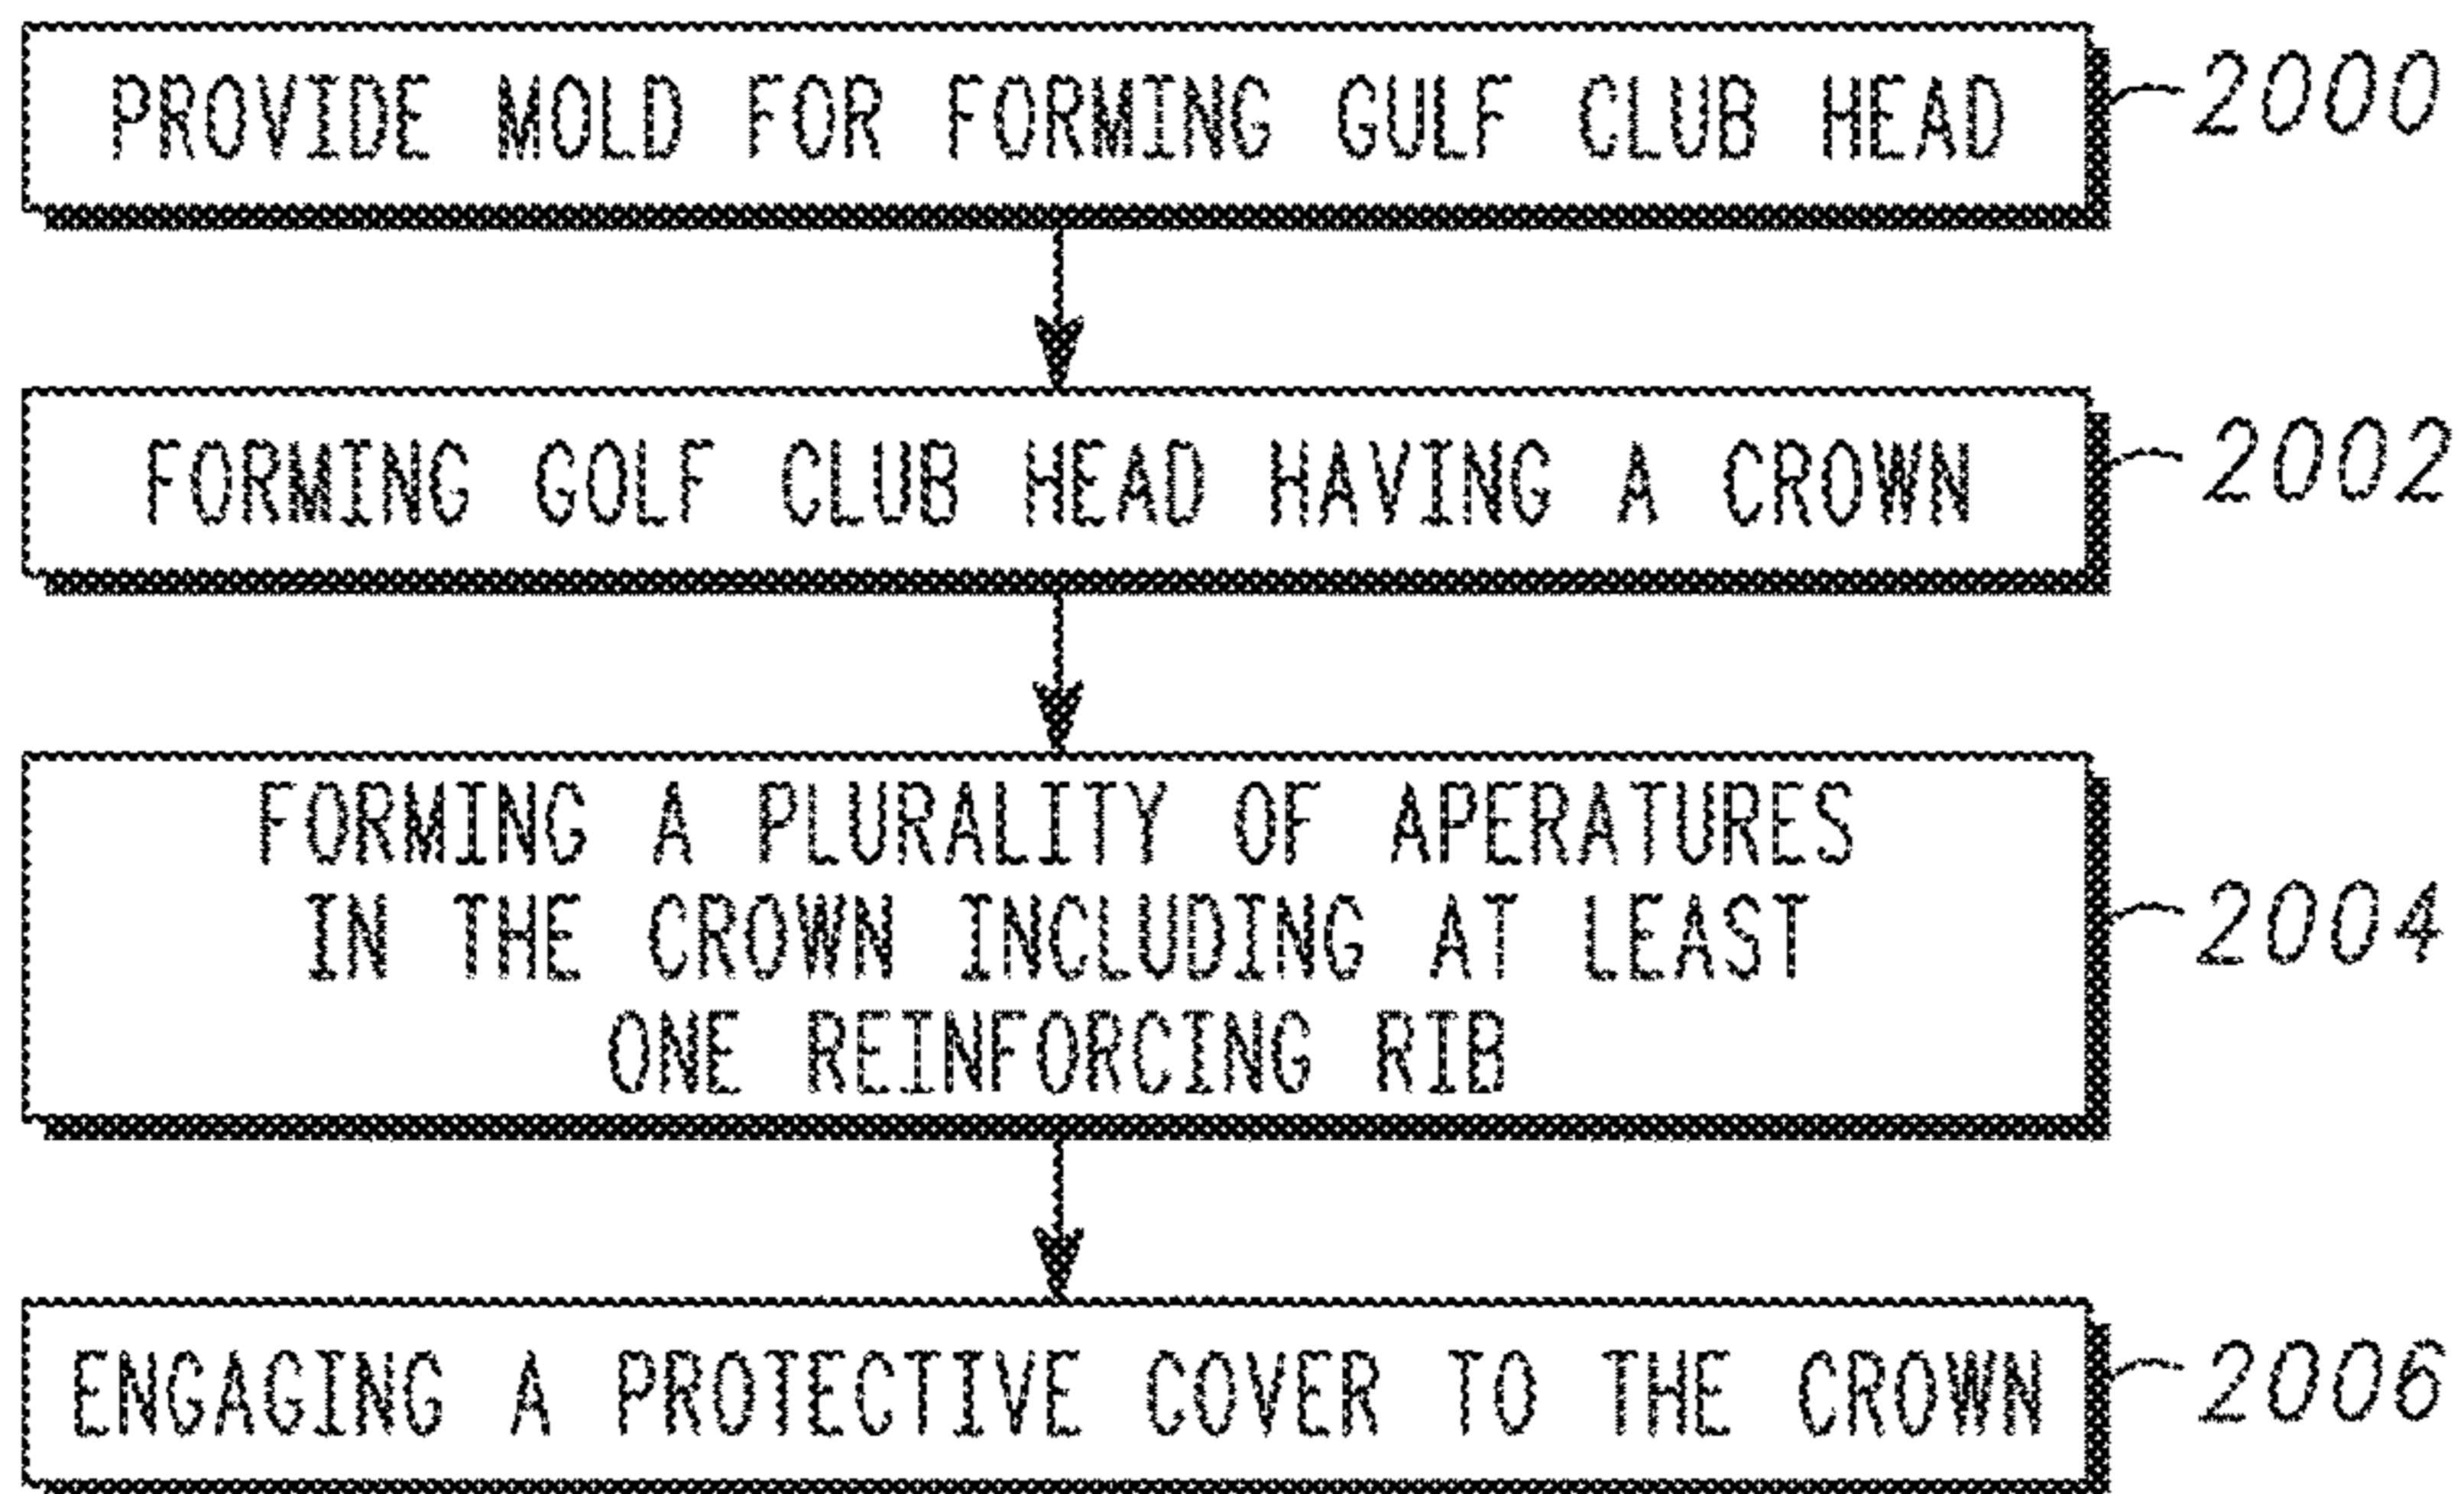 PROVIDE MOLD FOR FORMING GULF CLUB HEAD 2000
FORMING GOLF CLUB HEAD HAVING A CROWN 2002
FORMING A PLURALITY OF APERATURES
IN THE CROWN INCLUDING AT LEAST 2004
ONE REINFORCING RIB
ENGAGING A PROTECTIVE COVER TO THE CROWN 2006